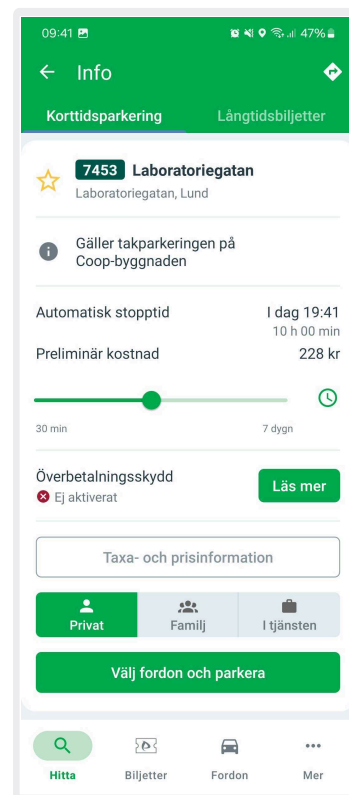 09:41 47%
Info
Korttidsparkering Långtidsbiljetter
7453 Laboratoriegatan
Laboratoriegatan, Lund
Gäller takparkeringen på
Coop-byggnaden
Automatisk stopptid I dag 19:41
10 h 00 min
Preliminär kostnad 228 kr
30 min 7 dygn
Överbetalningsskydd
Ej aktiverat
Läs mer
Taxa- och prisinformation
Privat Familj I tjänsten
Välj fordon och parkera
Hitta Biljetter Fordon Mer